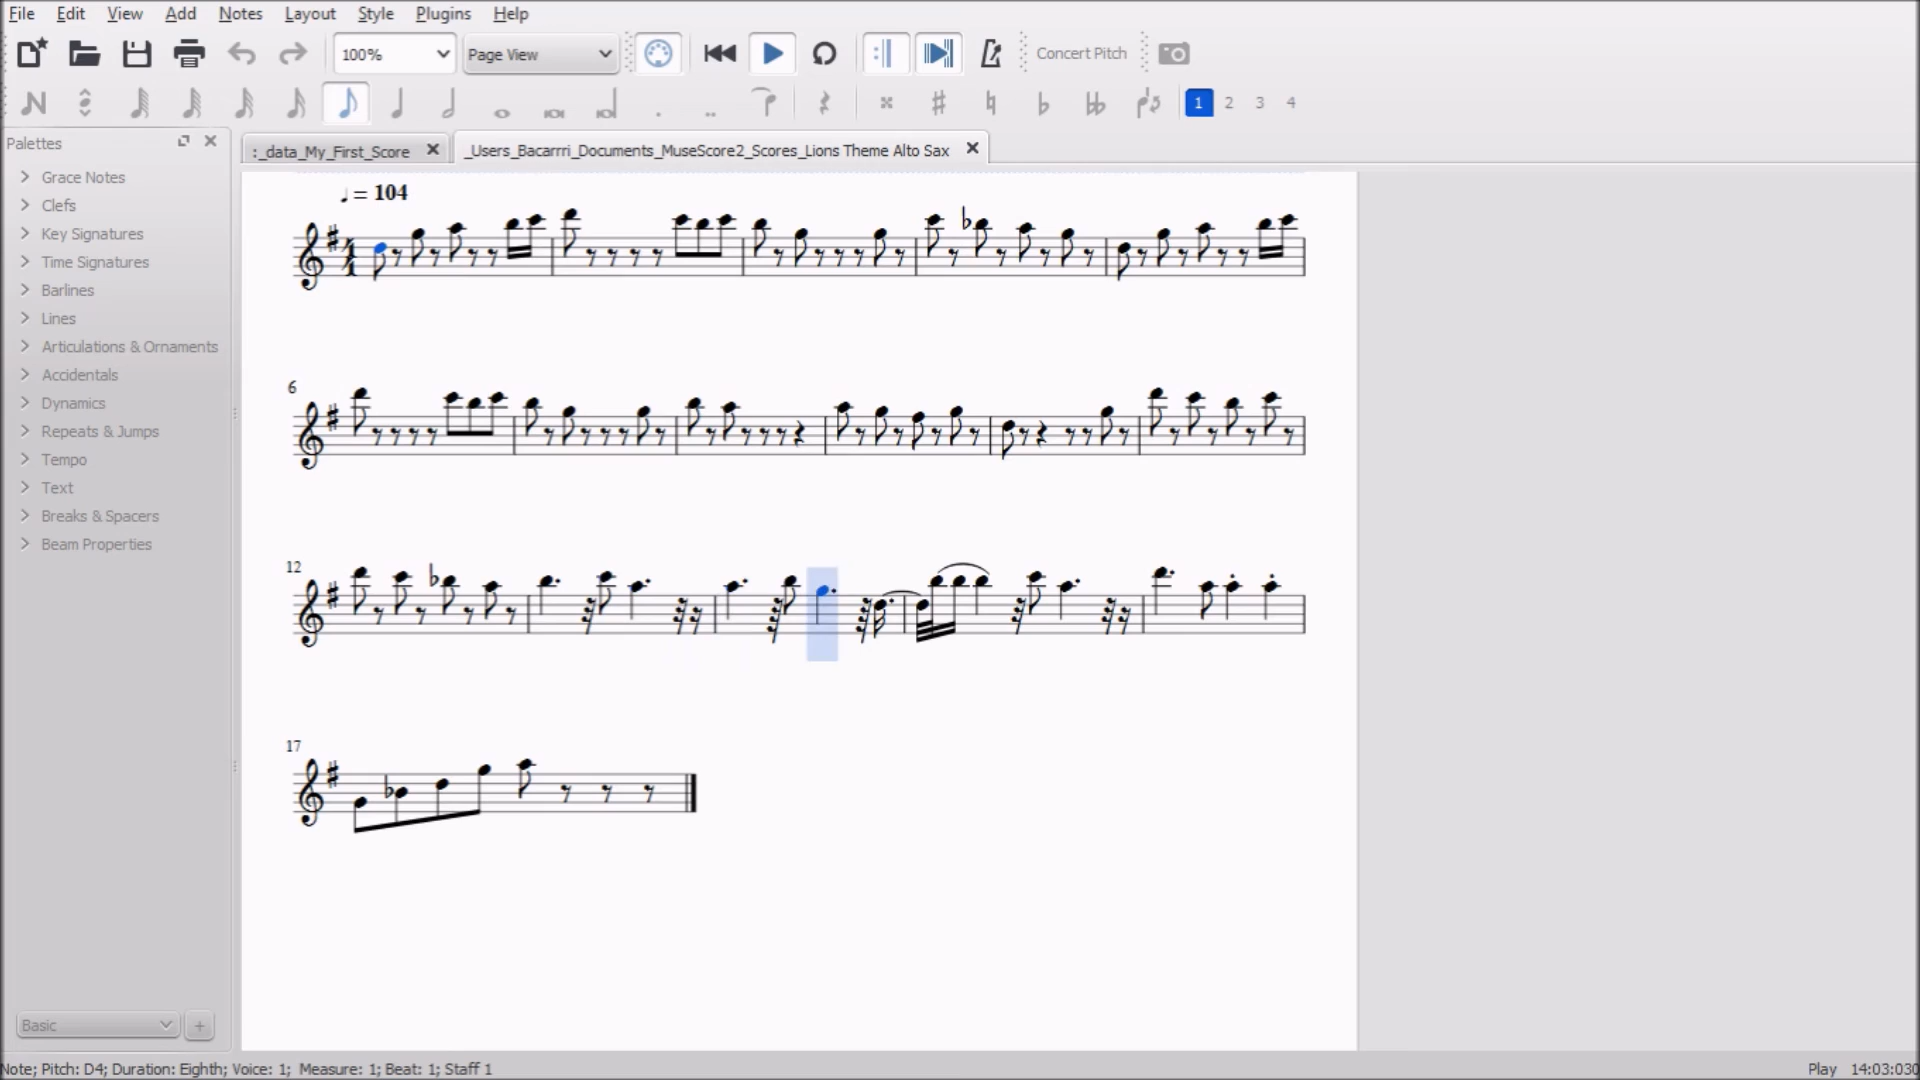 File Edit View Add Notes Layout Style Plugins Help
100% Page View Concert Pitch
1 2 3 4
Palettes
:_data_My_First_Score
_Users_Bacarrri_Documents_MuseScore2_Scores_Lions Theme Alto Sax
Grace Notes
Clefs
Key Signatures
Time Signatures
Barlines
Lines
Articulations & Ornaments
Accidentals
Dynamics
Repeats & Jumps
Tempo
Text
Breaks & Spacers
Beam Properties
Basic +
♩ = 104
4
4
6
12
17
Note; Pitch: D4; Duration: Eighth; Voice: 1; Measure: 1; Beat: 1; Staff 1
Play 14:03:030